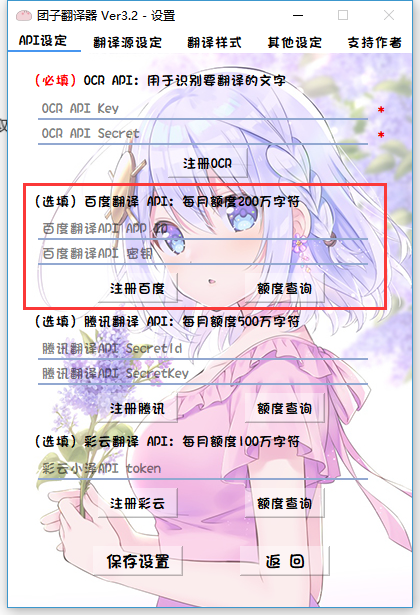 团子翻译器 Ver3.2 - 设置
API设定 翻译源设定 翻译样式 其他设定 支持作者
(必填) OCR API: 用于识别要翻译的文字
OCR API Key *
OCR API Secret *
注册OCR
(选填) 百度翻译 API: 每月额度200万字符
百度翻译API APP ID
百度翻译API 密钥
注册百度 额度查询
(选填) 腾讯翻译 API: 每月额度500万字符
腾讯翻译API SecretId
腾讯翻译API SecretKey
注册腾讯 额度查询
(选填) 彩云翻译 API: 每月额度100万字符
彩云小译API token
注册彩云 额度查询
保存设置 返 回